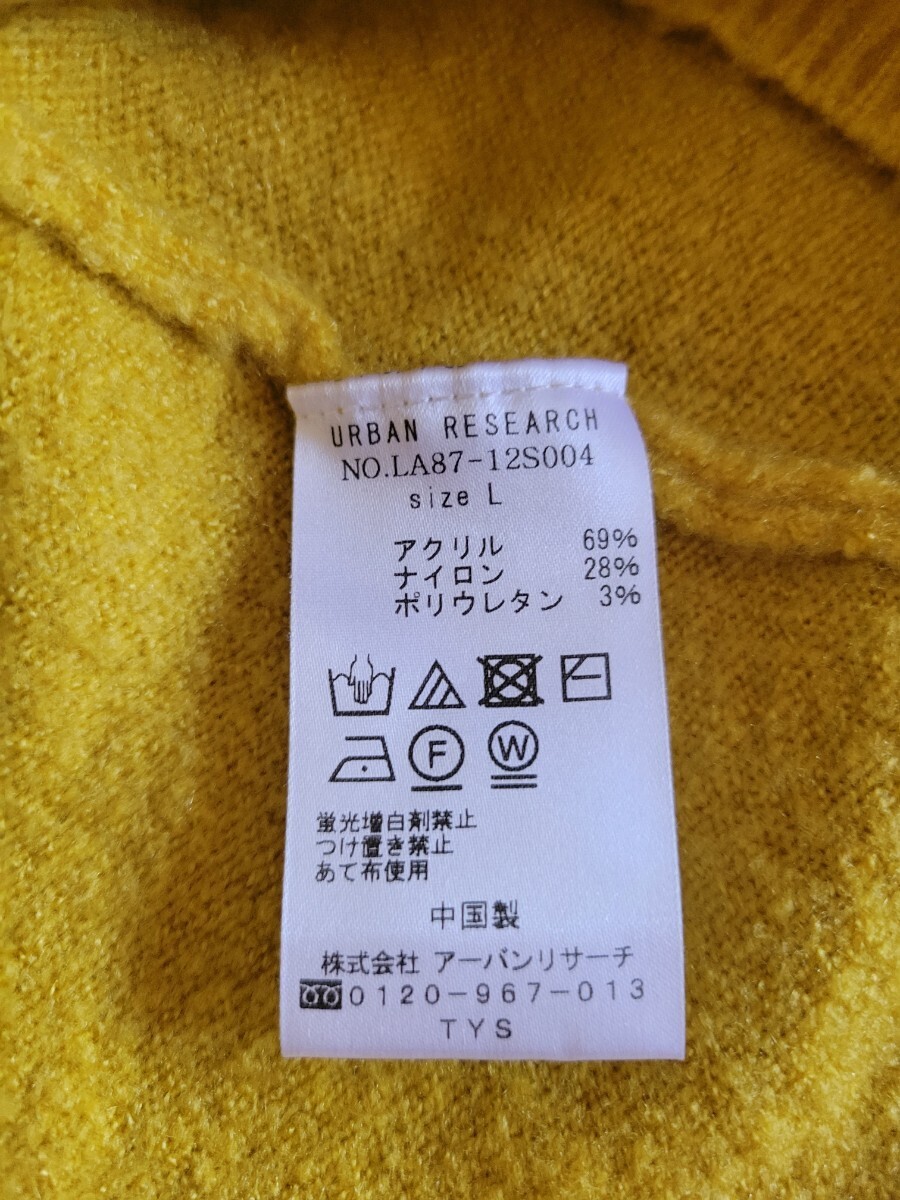 URBAN RESEARCH
NO.LA87-12S004
size L
アクリル 69%
ナイロン 28%
ポリウレタン 3%
F W
蛍光増白剤禁止
つけ置き禁止
あて布使用
中国製
株式会社 アーバンリサーチ
0120-967-013
TYS